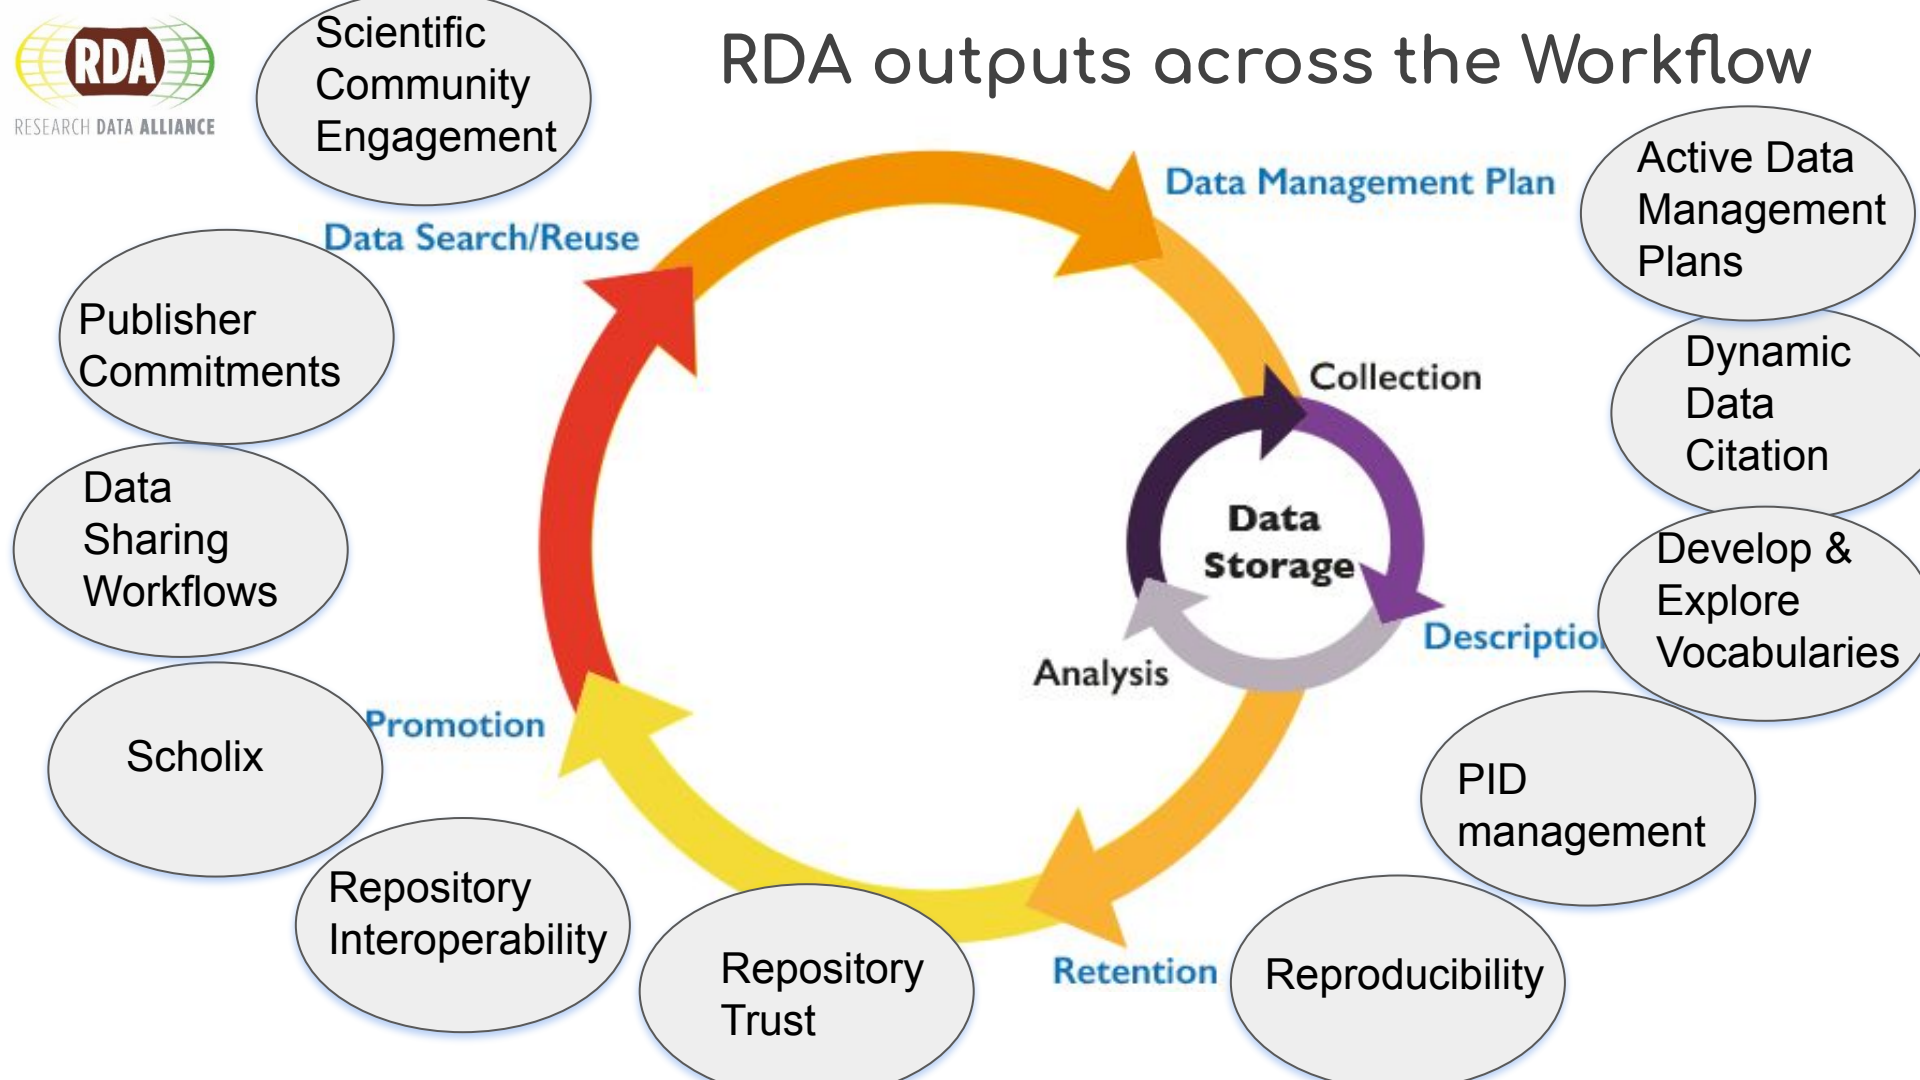 RDA
RESEARCH DATA ALLIANCE
Scientific
Community
Engagement
RDA outputs across the Workflow
Data Management Plan
Active Data
Management
Plans
Data Search/Reuse
Publisher
Commitments
Collection
Dynamic
Data
Citation
Data
Sharing
Workflows
Data
Storage
Develop &
Explore
Vocabularies
Descriptio
Analysis
Promotion
Scholix
PID
management
Repository
Interoperability
Repository
Trust
Retention
Reproducibility